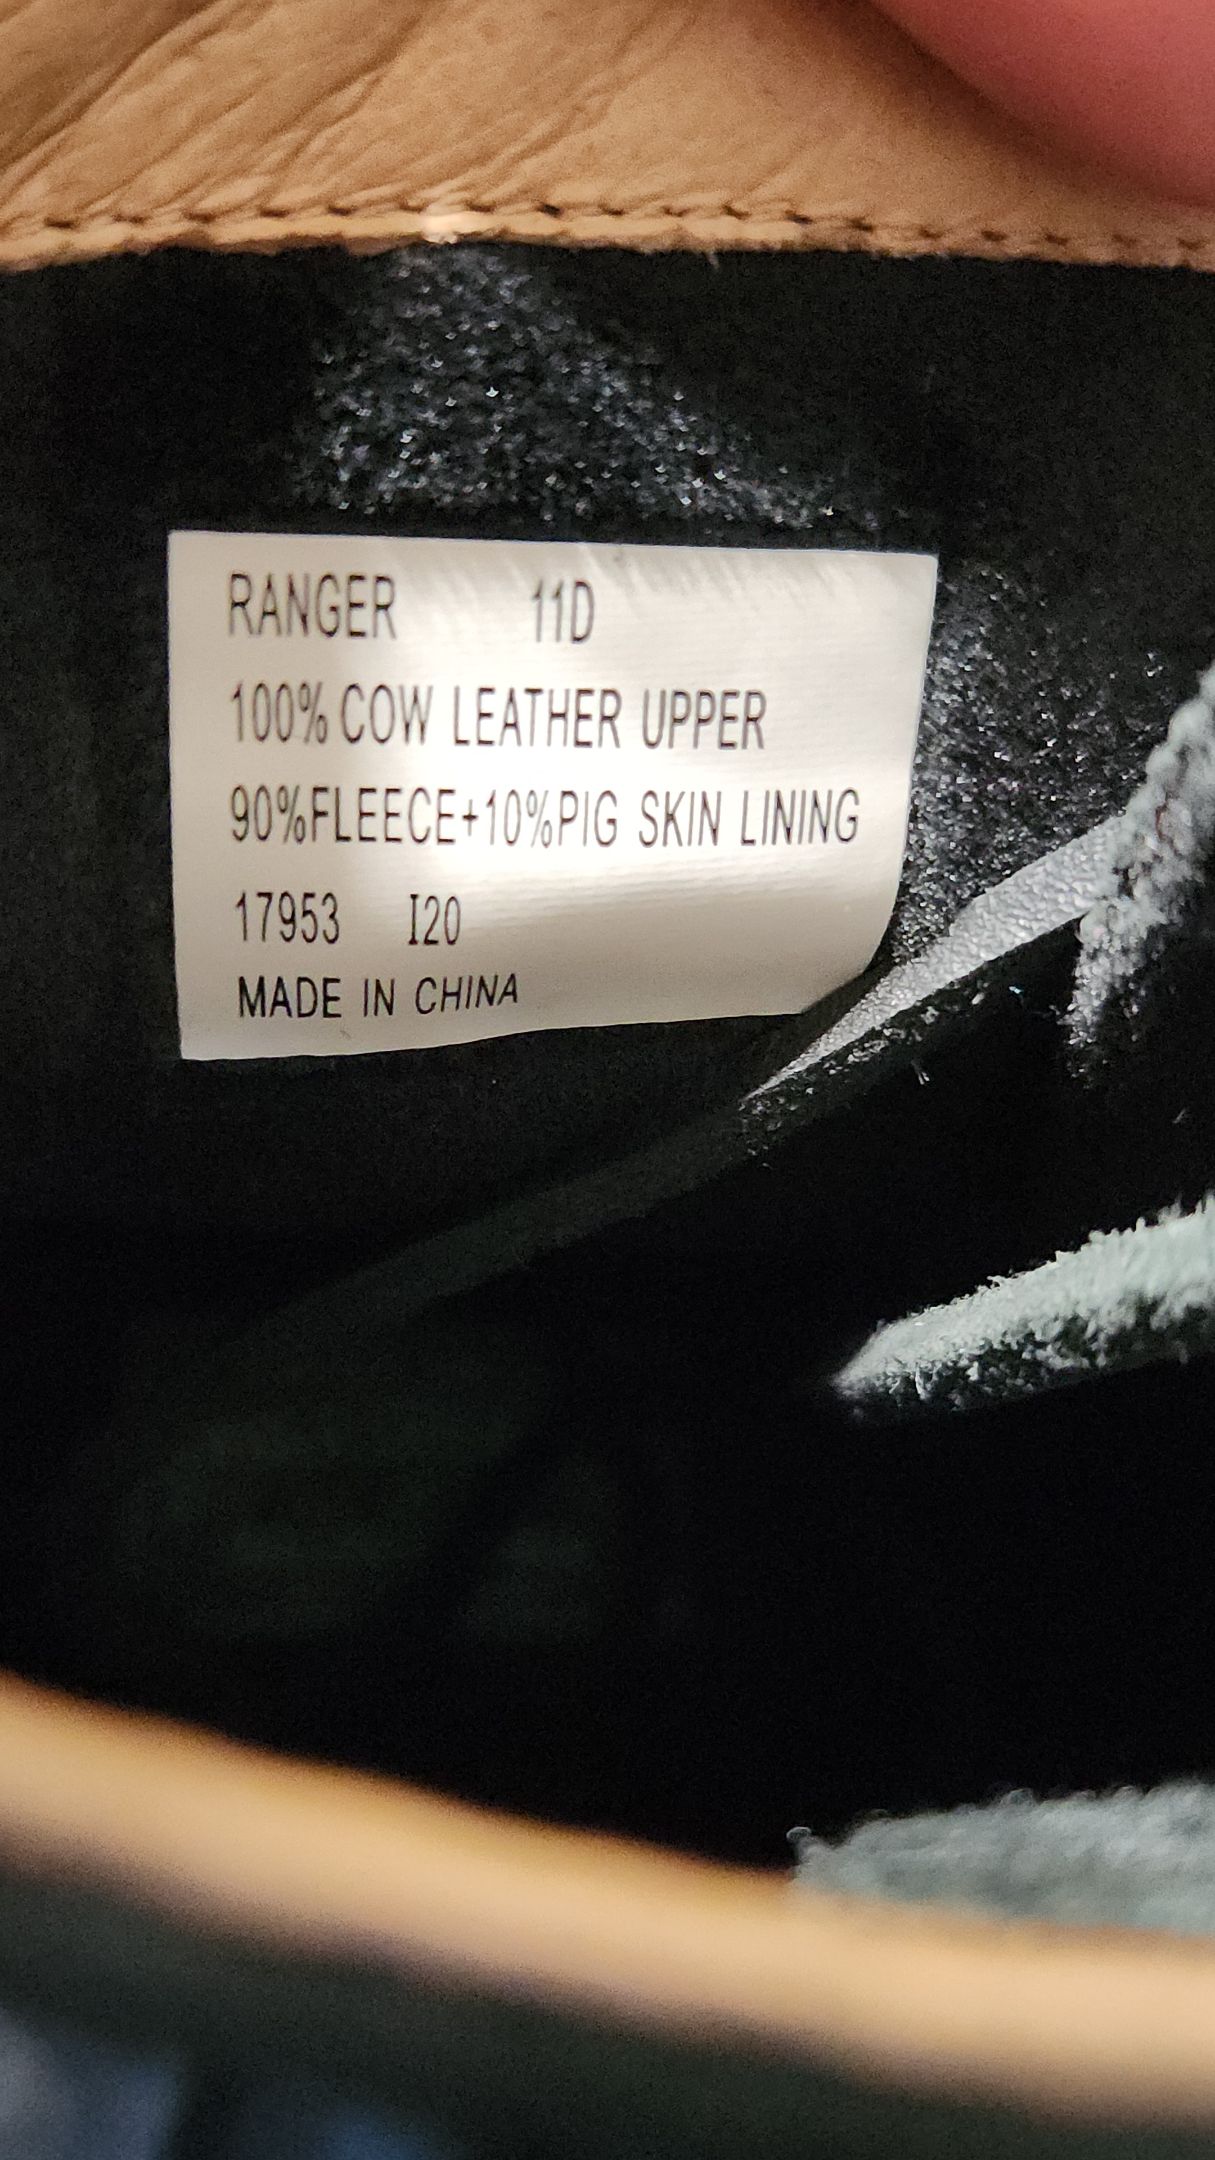 RANGER 11D
100% COW LEATHER UPPER
90%FLEECE+10%PIG SKIN LINING
17953 I20
MADE IN CHINA